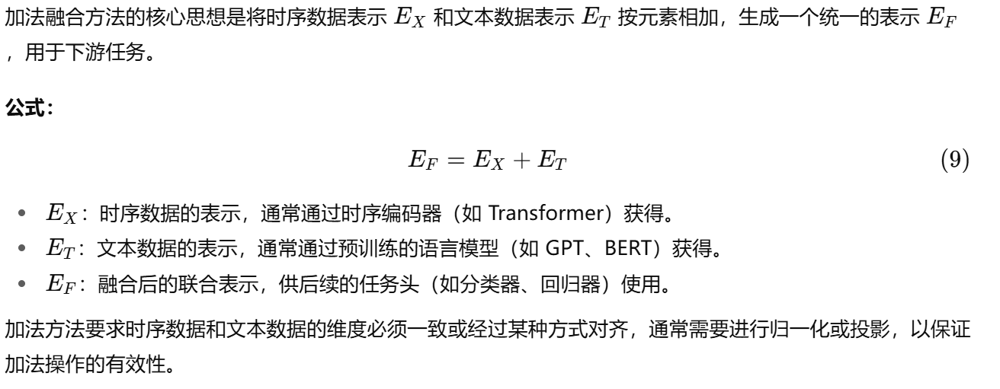 加法融合方法的核心思想是将时序数据表示 E_X 和文本数据表示 E_T 按元素相加，生成一个统一的表示 E_F
，用于下游任务。
公式：
E_F = E_X + E_T (9)
• E_X：时序数据的表示，通常通过时序编码器（如 Transformer）获得。
• E_T：文本数据的表示，通常通过预训练的语言模型（如 GPT、BERT）获得。
• E_F：融合后的联合表示，供后续的任务头（如分类器、回归器）使用。
加法方法要求时序数据和文本数据的维度必须一致或经过某种方式对齐，通常需要进行归一化或投影，以保证
加法操作的有效性。